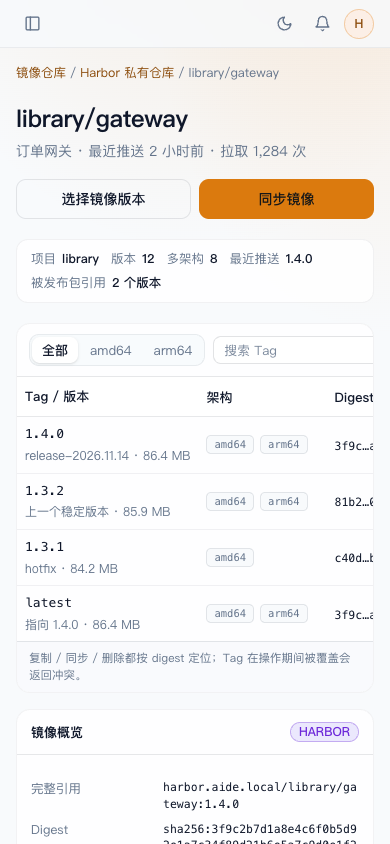 H
镜像仓库 / Harbor 私有仓库 / library/gateway
library/gateway
订单网关 · 最近推送 2 小时前 · 拉取 1,284 次
选择镜像版本 同步镜像
项目 library 版本 12 多架构 8 最近推送 1.4.0
被发布包引用 2 个版本
全部 amd64 arm64 搜索 Tag
Tag / 版本 架构 Digest
1.4.0 amd64 arm64 3f9c…
release-2026.11.14 · 86.4 MB
1.3.2 amd64 arm64 81b2…
上一个稳定版本 · 85.9 MB
1.3.1 amd64 c40d…
hotfix · 84.2 MB
latest amd64 arm64 3f9c…
指向 1.4.0 · 86.4 MB
复制 / 同步 / 删除都按 digest 定位；Tag 在操作期间被覆盖会
返回冲突。
镜像概览 HARBOR
完整引用 harbor.aide.local/library/ga
teway:1.4.0
Digest sha256:3f9c2b7d1a8e4c6f0b5d9